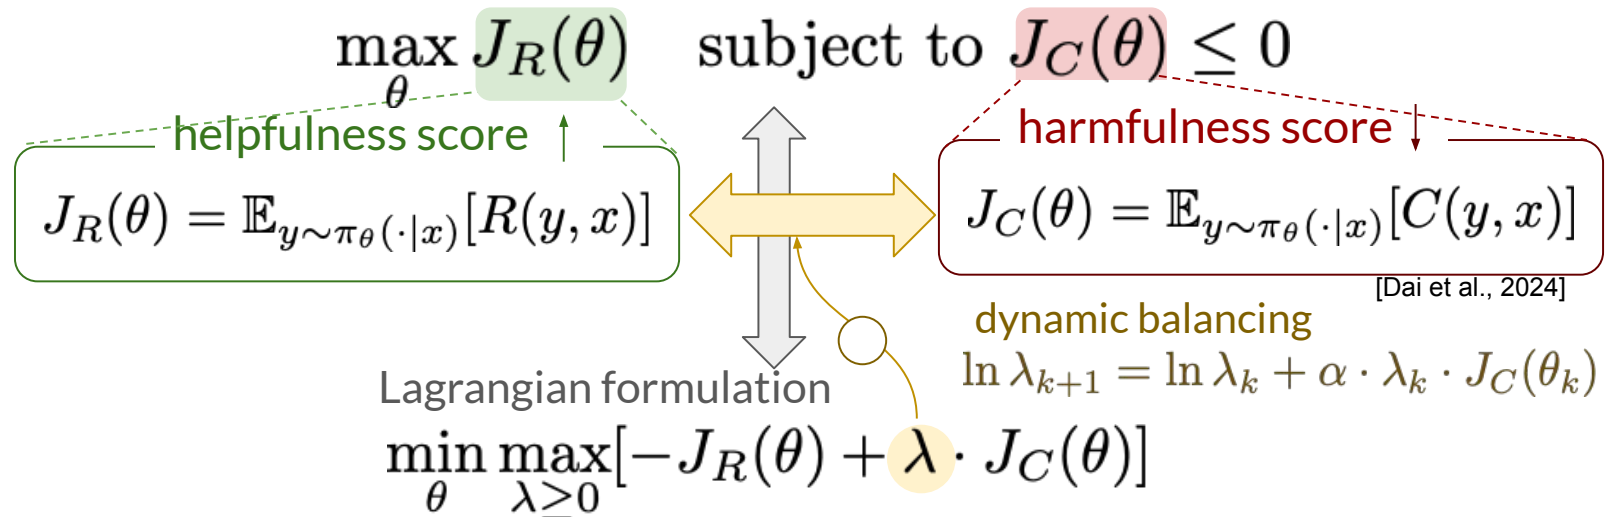 max_θ J_R(θ) subject to J_C(θ) ≤ 0
helpfulness score ↑
harmfulness score ↓
J_R(θ) = 𝔼_{y∼π_θ(·|x)}[R(y, x)]
J_C(θ) = 𝔼_{y∼π_θ(·|x)}[C(y, x)]
[Dai et al., 2024]
dynamic balancing
ln λ_{k+1} = ln λ_k + α · λ_k · J_C(θ_k)
Lagrangian formulation
min_θ max_{λ≥0}[−J_R(θ) + λ · J_C(θ)]